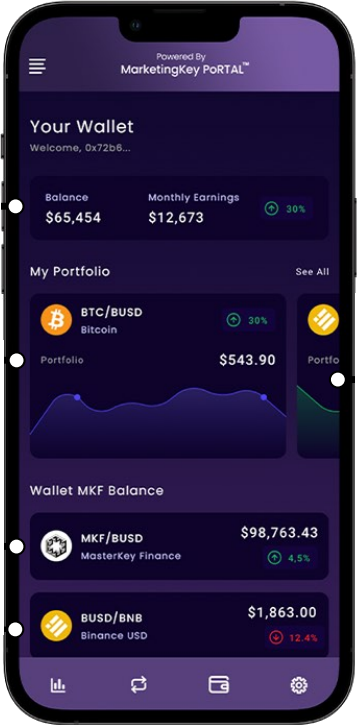 Powered By
MarketingKey PoRTAL™
Your Wallet
Welcome, 0x72b6...
Balance
Monthly Earnings
$65,454
$12,673
30%
My Portfolio
See All
BTC/BUSD
Bitcoin
30%
Portfolio
$543.90
Portfo
Wallet MKF Balance
MKF/BUSD
MasterKey Finance
$98,763.43
4,5%
BUSD/BNB
Binance USD
$1,863.00
12.4%